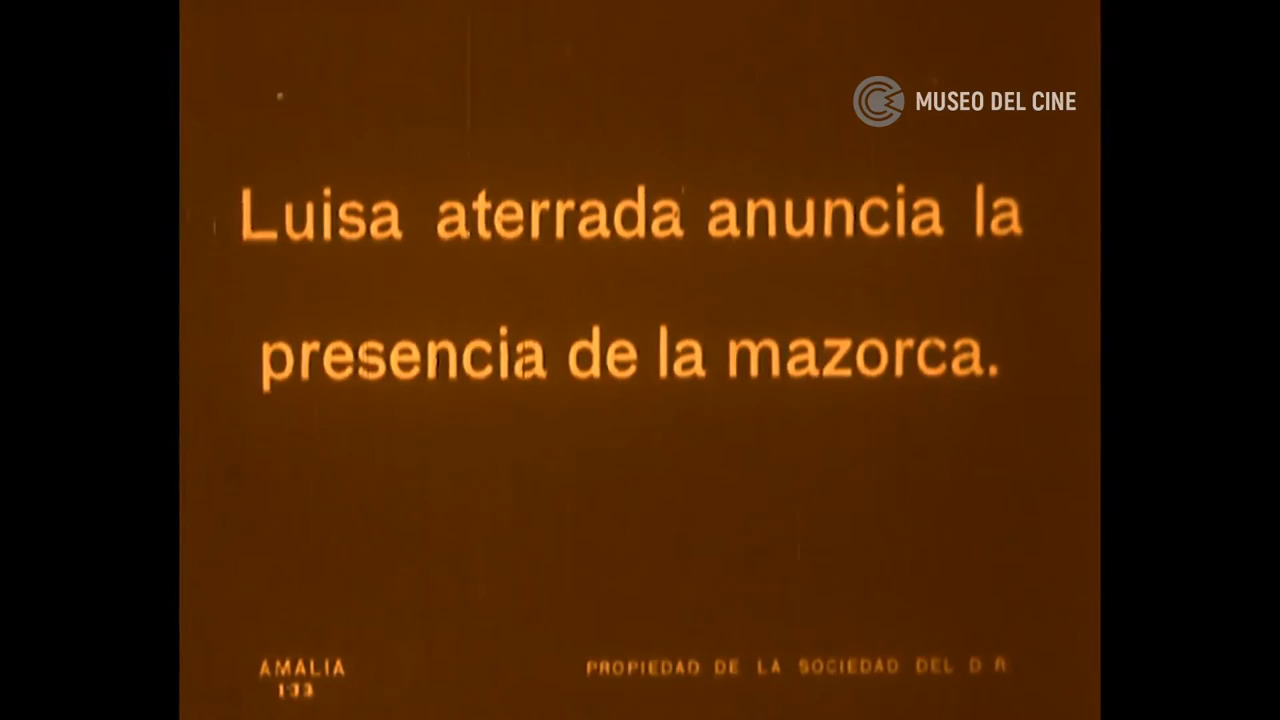 MUSEO DEL CINE
Luisa aterrada anuncia la
presencia de la mazorca.
AMALIA
PROPIEDAD DE LA SOCIEDAD DEL D R
133